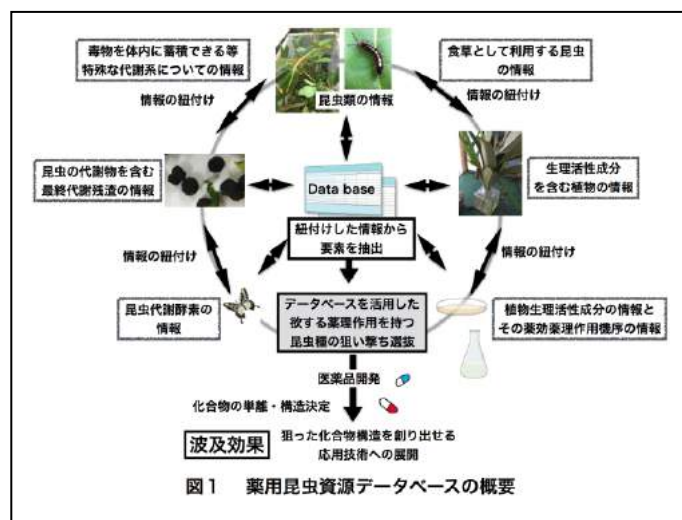 毒物を体内に蓄積できる等
特殊な代謝系についての情報
食草として利用する昆虫
の情報
情報の紐付け
昆虫類の情報
情報の紐付け
昆虫の代謝物を含む
最終代謝残渣の情報
Data base
生理活性成分
を含む植物の情報
紐付けした情報から
要素を抽出
情報の紐付け
情報の紐付け
昆虫代謝酵素の
情報
データベースを活用した
欲する薬理作用を持つ
昆虫種の狙い撃ち選抜
植物生理活性成分の情報と
その薬効薬理作用機序の情報
医薬品開発
化合物の単離・構造決定
波及効果
狙った化合物構造を創り出せる
応用技術への展開
図1 薬用昆虫資源データベースの概要